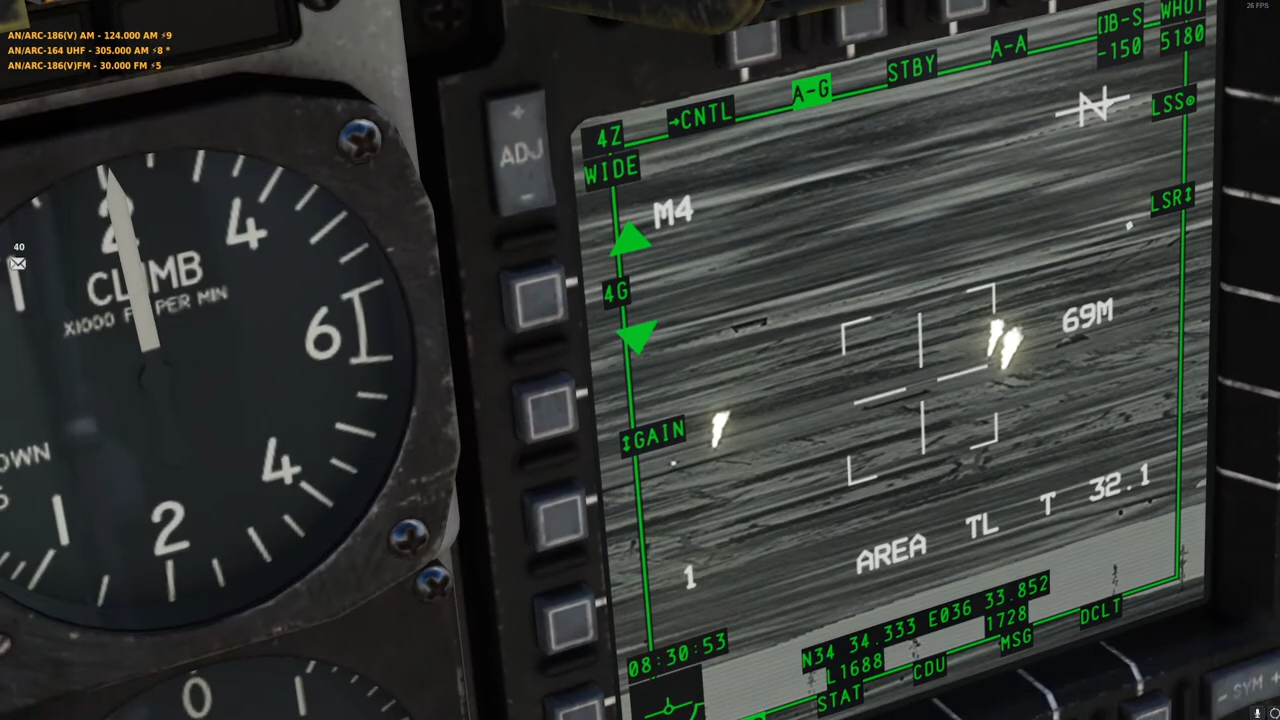 26 FPS
AN/ARC-186(V) AM - 124.000 AM ⚡9
AN/ARC-164 UHF - 305.000 AM ⚡8 *
AN/ARC-186(V)FM - 30.000 FM ⚡5
40
2
4
6
4
2
1
CLIMB
X1000 FT PER MIN
0
1
+
ADJ
-
4Z
→CNTL
A-G
STBY
A-A
[]B-S
-150
WHOT
5180
WIDE
N
LSS⊙
M4
LSR↕
4G
69M
↕GAIN
AREA TL T 32.1
1
08:30:53
N34 34.333 E036 33.852
L1688
1728
STAT
CDU
MSG
DCLT
- SYM +